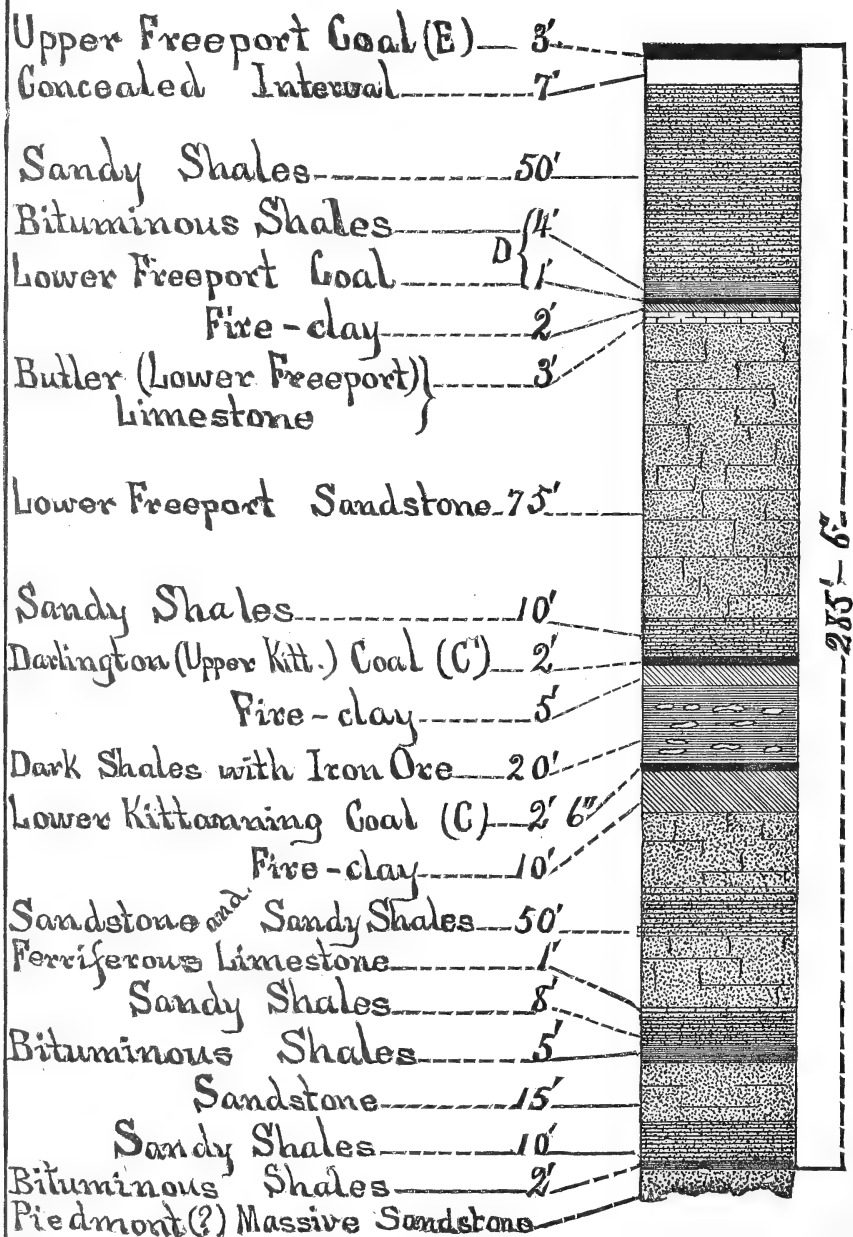 Upper Freeport Coal (E) 3'
Concealed Interval 7'
Sandy Shales 50'
Bituminous Shales 4'
D
Lower Freeport Coal 1'
Fire-clay 2'
Butler (Lower Freeport) 3'
Limestone
Lower Freeport Sandstone 75'
Sandy Shales 10'
Darlington (Upper Kitt.) Coal (C') 2'
Fire-clay 5'
Dark Shales with Iron Ore 20'
Lower Kittanning Coal (C) 2' 6"
Fire-clay 10'
Sandstone and Sandy Shales 50'
Ferriferous Limestone 1'
Sandy Shales 8'
Bituminous Shales 5'
Sandstone 15'
Sandy Shales 10'
Bituminous Shales 2'
Piedmont (?) Massive Sandstone
285'-6"